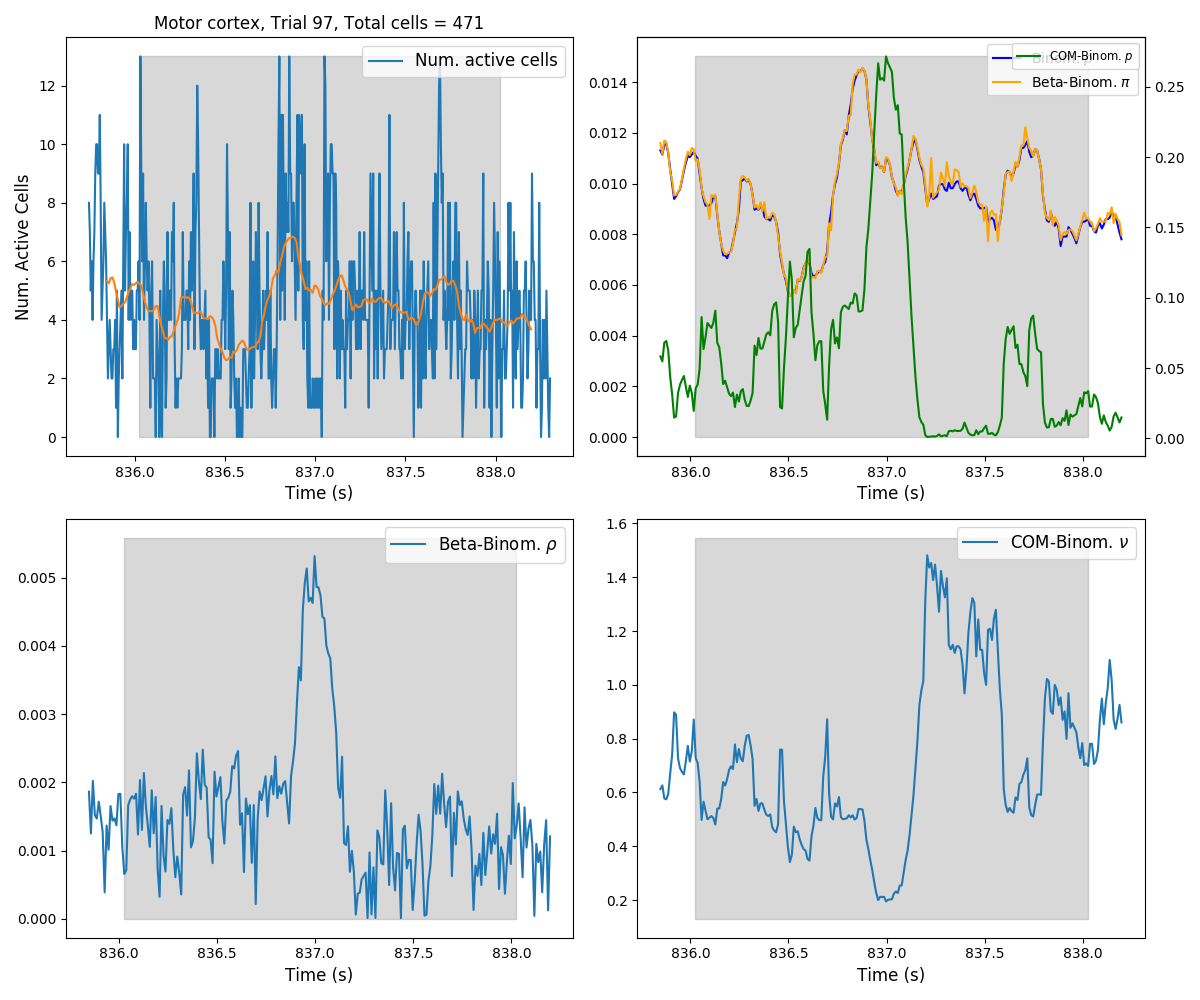 Motor cortex, Trial 97, Total cells = 471
Num. active cells
Num. Active Cells
12
10
8
6
4
2
0
836.0 836.5 837.0 837.5 838.0
Time (s)
COM-Binom. p
Beta-Binom. π
0.014
0.012
0.010
0.008
0.006
0.004
0.002
0.000
0.25
0.20
0.15
0.10
0.05
0.00
836.0 836.5 837.0 837.5 838.0
Time (s)
Beta-Binom. ρ
0.005
0.004
0.003
0.002
0.001
0.000
836.0 836.5 837.0 837.5 838.0
Time (s)
COM-Binom. ν
1.6
1.4
1.2
1.0
0.8
0.6
0.4
0.2
836.0 836.5 837.0 837.5 838.0
Time (s)